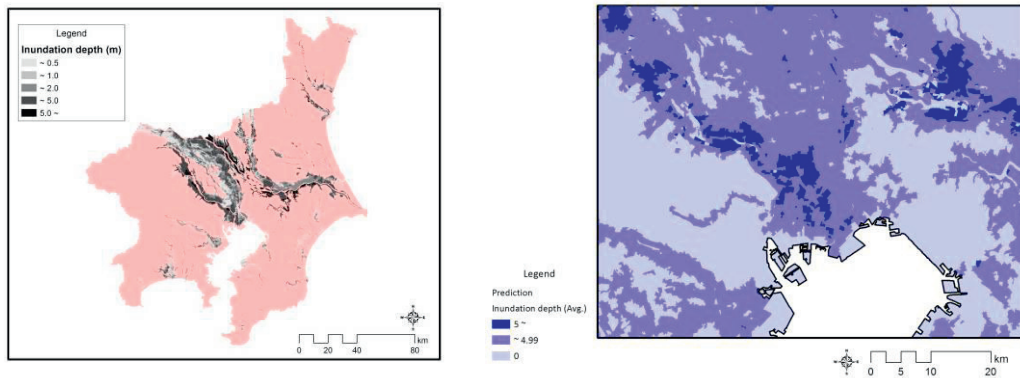 Legend
Inundation depth (m)
~ 0.5
~ 1.0
~ 2.0
~ 5.0
5.0 ~
km
0 20 40 80
Legend
Prediction
Inundation depth (Avg.)
5 ~
~ 4.99
0
km
0 5 10 20